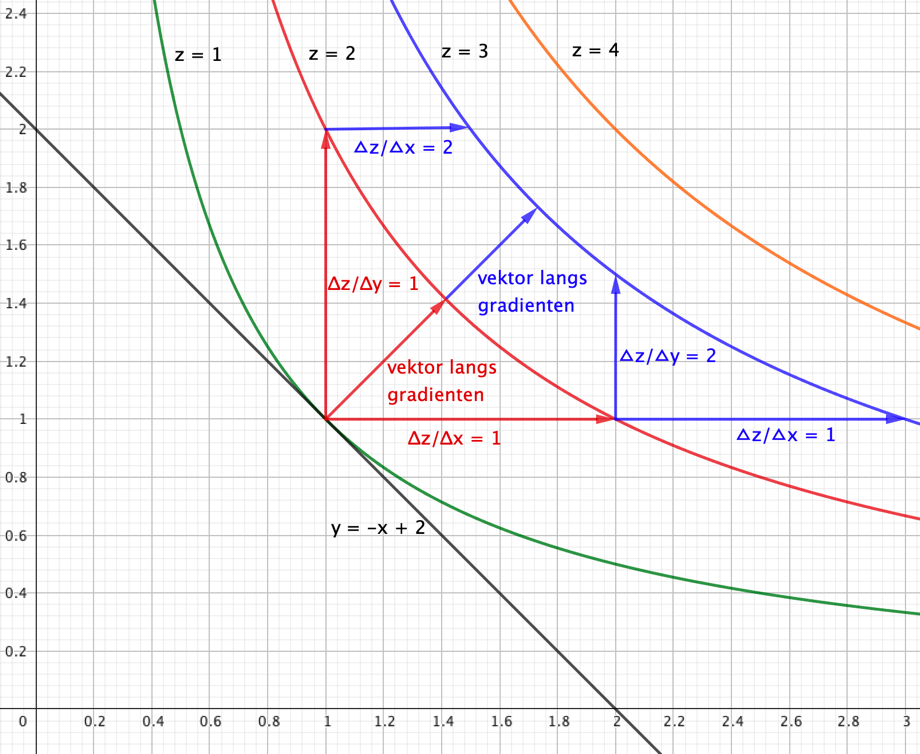 2.4
z = 1
z = 2
z = 3
z = 4
2.2
2
Δz/Δx = 2
1.8
1.6
Δz/Δy = 1
vektor langs
gradienten
1.4
1.2
Δz/Δy = 2
vektor langs
gradienten
1
Δz/Δx = 1
Δz/Δx = 1
0.8
y = -x + 2
0.6
0.4
0.2
0
0.2
0.4
0.6
0.8
1
1.2
1.4
1.6
1.8
2
2.2
2.4
2.6
2.8
3